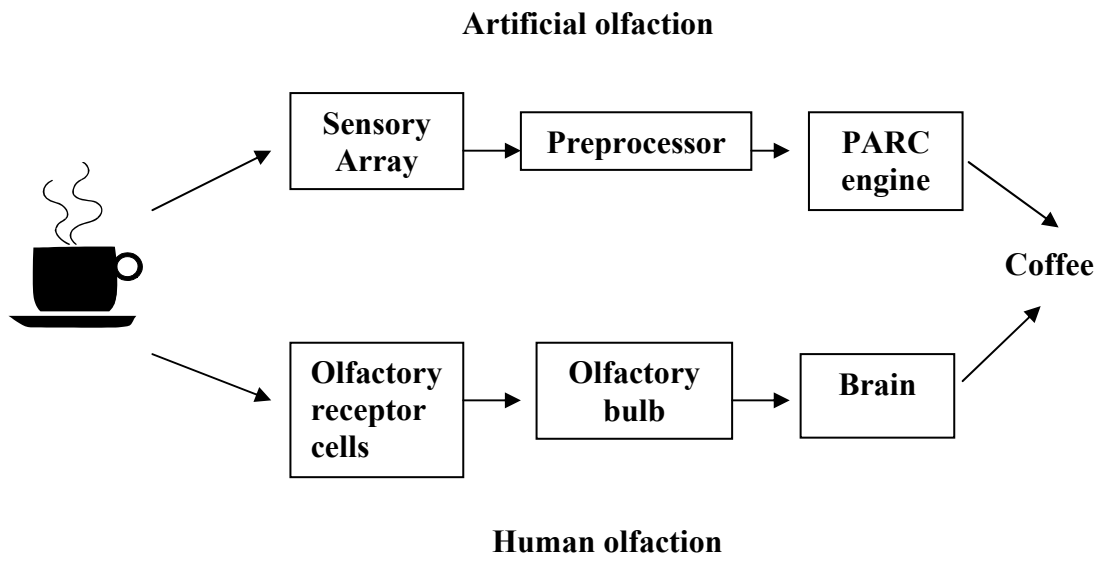 Artificial olfaction
Sensory
Array
Preprocessor
PARC
engine
Coffee
Olfactory
receptor
cells
Olfactory
bulb
Brain
Human olfaction